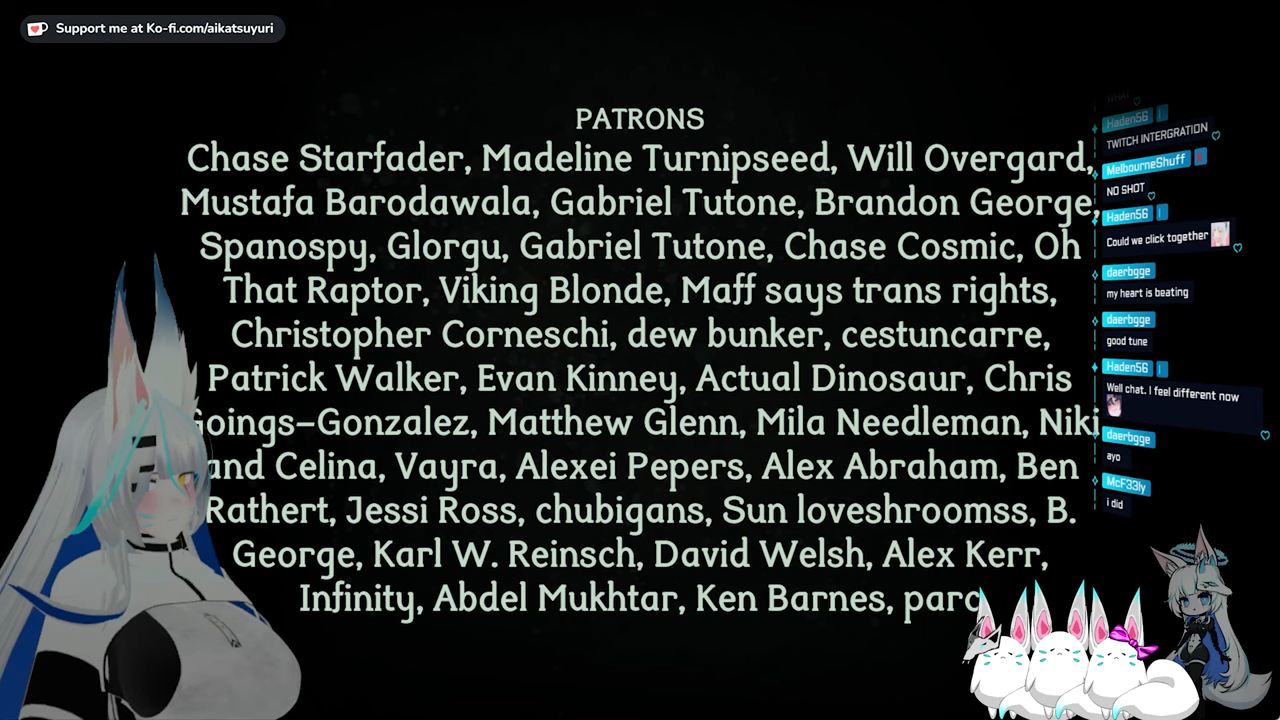 Support me at Ko-fi.com/aikatsuyuri
PATRONS
Chase Starfader, Madeline Turnipseed, Will Overgard,
Mustafa Barodawala, Gabriel Tutone, Brandon George,
Spanospy, Glorgu, Gabriel Tutone, Chase Cosmic, Oh
That Raptor, Viking Blonde, Maff says trans rights,
Christopher Corneschi, dew bunker, cestuncarre,
Patrick Walker, Evan Kinney, Actual Dinosaur, Chris
Goings-Gonzalez, Matthew Glenn, Mila Needleman, Niki
and Celina, Vayra, Alexei Pepers, Alex Abraham, Ben
Rathert, Jessi Ross, chubigans, Sun loveshroomss, B.
George, Karl W. Reinsch, David Welsh, Alex Kerr,
Infinity, Abdel Mukhtar, Ken Barnes, parc
WHAT
Haden56
TWITCH INTERGRATION
MelbourneShuff
NO SHOT
Haden56
Could we click together
daerbgge
my heart is beating
daerbgge
good tune
Haden56
Well chat. I feel different now
daerbgge
ayo
McF33ly
i did